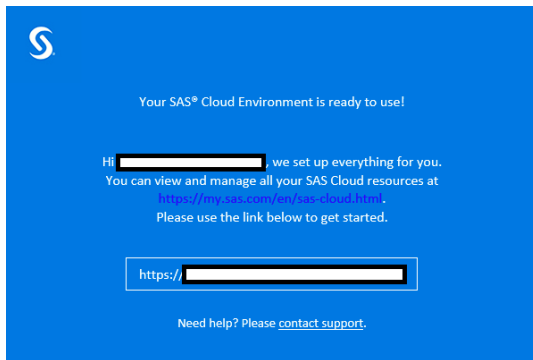 Your SAS® Cloud Environment is ready to use!
Hi , we set up everything for you.
You can view and manage all your SAS Cloud resources at
https://my.sas.com/en/sas-cloud.html.
Please use the link below to get started.
https://
Need help? Please contact support.